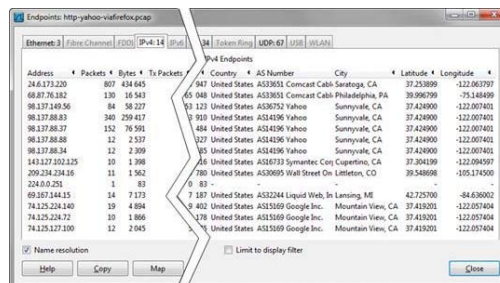 Endpoints: http-yahoo-viafirefox.pcap
Ethernet: 3 Fibre Channel FDDI IPv4: 14 IPv6 34 Token Ring UDP: 67 USB WLAN
IPv4 Endpoints
Address Packets Bytes Tx Packets Country AS Number City Latitude Longitude
24.6.173.220 807 434 645 947 United States AS33651 Comcast Cable Saratoga, CA 37.253899 -122.063797
68.87.76.182 130 16 543 65 048 United States AS33651 Comcast Cable Philadelphia, PA 39.996799 -75.148499
98.137.149.56 84 58 227 53 123 United States AS36752 Yahoo Sunnyvale, CA 37.424900 -122.007401
98.137.88.83 340 259 417 910 United States AS14196 Yahoo Sunnyvale, CA 37.424900 -122.007401
98.137.88.37 152 76 591 484 United States AS14196 Yahoo Sunnyvale, CA 37.424900 -122.007401
98.137.88.88 12 2 537 327 United States AS14196 Yahoo Sunnyvale, CA 37.424900 -122.007401
98.137.88.34 12 2 309 85 United States AS14196 Yahoo Sunnyvale, CA 37.424900 -122.007401
143.127.102.125 10 1 398 16 United States AS16733 Symantec Cor Cupertino, CA 37.304199 -122.094597
209.234.234.16 11 1 562 780 United States AS30695 Wall Street On Littleton, CO 39.548698 -105.174500
224.0.0.251 1 83 0 83 - - - -
69.167.144.15 14 7 173 7 187 United States AS32244 Liquid Web, In Lansing, MI 42.725700 -84.636002
74.125.224.140 19 4 894 9 402 United States AS15169 Google Inc. Mountain View, CA 37.419201 -122.057404
74.125.224.72 10 1 866 178 United States AS15169 Google Inc. Mountain View, CA 37.419201 -122.057404
74.125.127.100 12 2 045 United States AS15169 Google Inc. Mountain View, CA 37.419201 -122.057404
Name resolution Limit to display filter
Help Copy Map Close